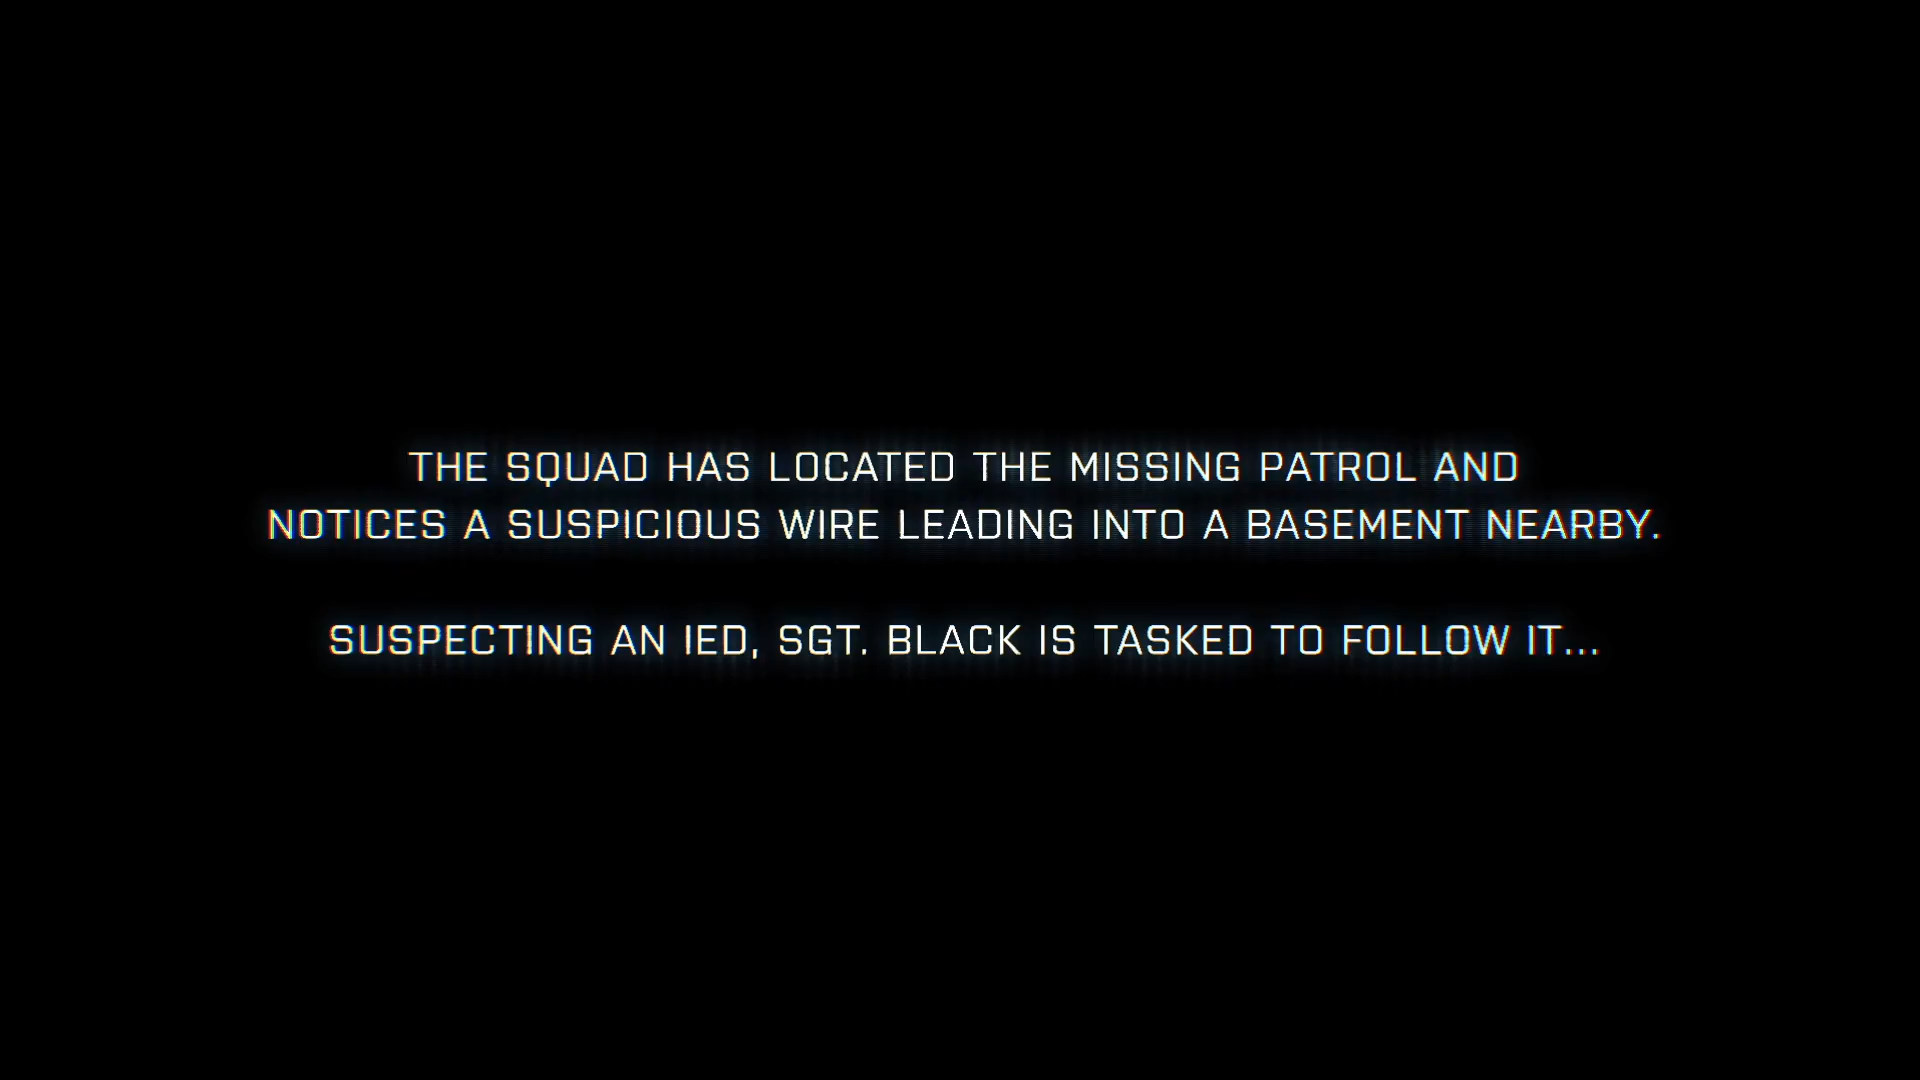 THE SQUAD HAS LOCATED THE MISSING PATROL AND
NOTICES A SUSPICIOUS WIRE LEADING INTO A BASEMENT NEARBY.
SUSPECTING AN IED, SGT. BLACK IS TASKED TO FOLLOW IT...